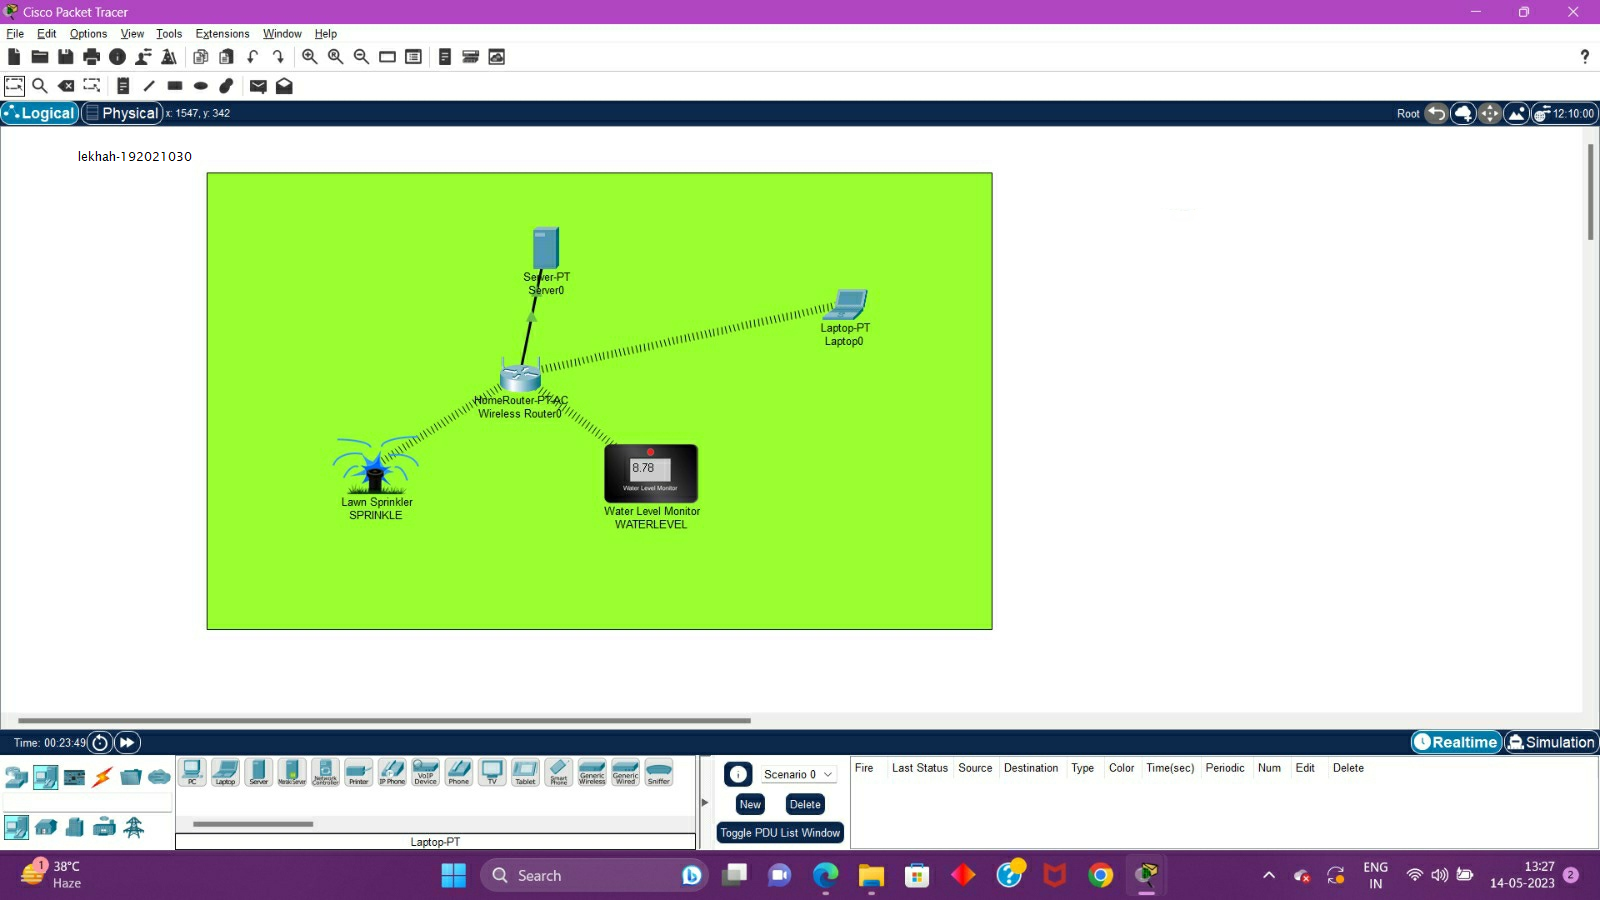 Cisco Packet Tracer
File Edit Options View Tools Extensions Window Help
?
Logical Physical x: 1547, y: 342 Root 12:10:00
lekhah-192021030
Server-PT
Server0
Laptop-PT
Laptop0
HomeRouter-PT-AC
Wireless Router0
8.78
Water Level Monitor
Lawn Sprinkler
SPRINKLE
Water Level Monitor
WATERLEVEL
Time: 00:23:49 Realtime Simulation
PC Laptop Server Meraki-Server Network Controller Printer IP Phone VoIP Device Phone TV Tablet Smart Phone Generic Wireless Generic Wired Sniffer
Laptop-PT
Scenario 0
New Delete
Toggle PDU List Window
Fire Last Status Source Destination Type Color Time(sec) Periodic Num Edit Delete
1
38°C
Haze
Search
ENG
IN
13:27
14-05-2023
2